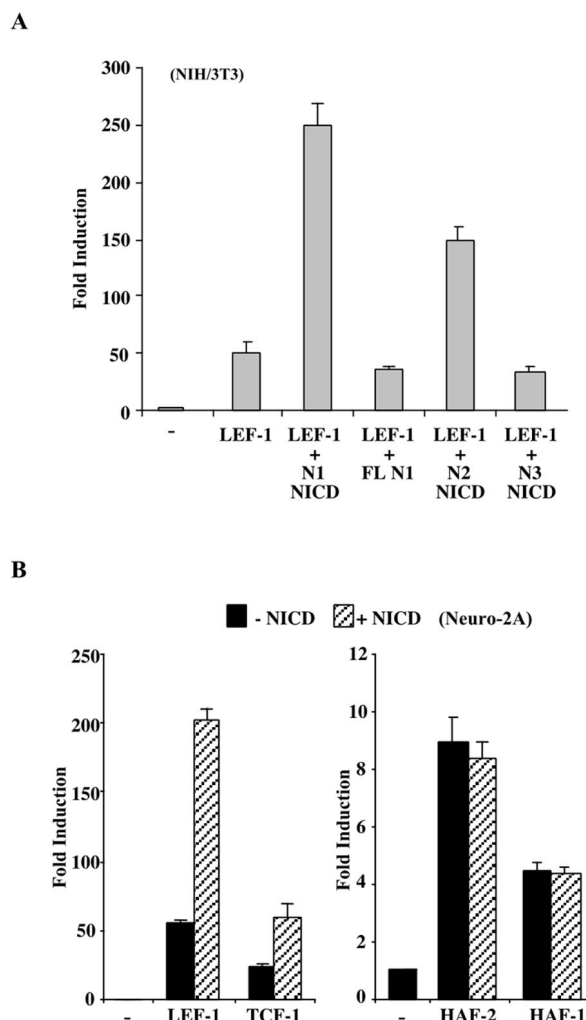 A
(NIH/3T3)
Fold Induction
300
250
200
150
100
50
0
- LEF-1 LEF-1 LEF-1 LEF-1 LEF-1
+ + + +
N1 FL N1 N2 N3
NICD NICD NICD
B
- NICD + NICD (Neuro-2A)
Fold Induction
250
200
150
100
50
0
- LEF-1 TCF-1
Fold Induction
12
10
8
6
4
2
0
- HAF-2 HAF-1